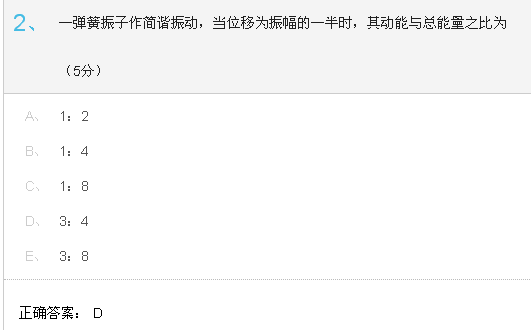 2、 一弹簧振子作简谐振动，当位移为振幅的一半时，其动能与总能量之比为
（5分）
A、 1：2
B、 1：4
C、 1：8
D、 3：4
E、 3：8
正确答案： D